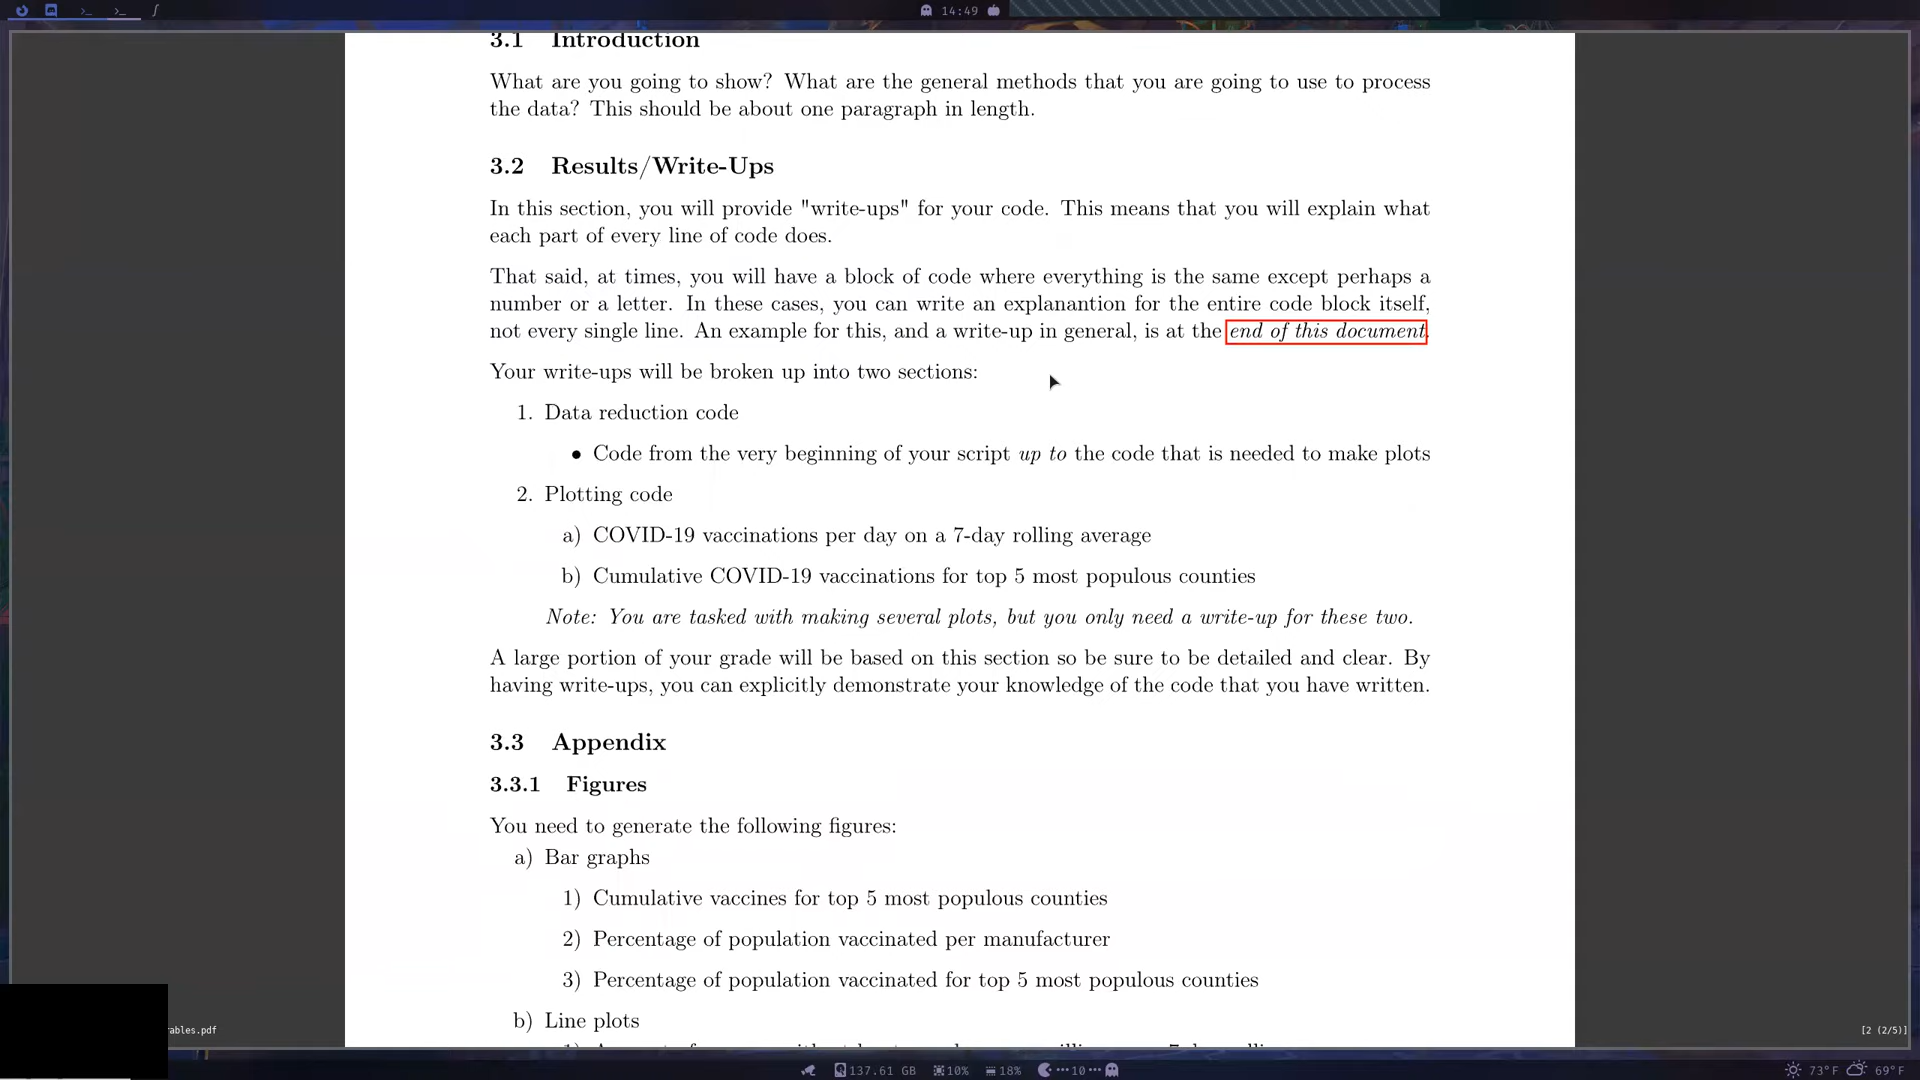 14:49
3.1 Introduction
What are you going to show? What are the general methods that you are going to use to process
the data? This should be about one paragraph in length.
3.2 Results/Write-Ups
In this section, you will provide "write-ups" for your code. This means that you will explain what
each part of every line of code does.
That said, at times, you will have a block of code where everything is the same except perhaps a
number or a letter. In these cases, you can write an explanantion for the entire code block itself,
not every single line. An example for this, and a write-up in general, is at the end of this document.
Your write-ups will be broken up into two sections:
1. Data reduction code
• Code from the very beginning of your script up to the code that is needed to make plots
2. Plotting code
a) COVID-19 vaccinations per day on a 7-day rolling average
b) Cumulative COVID-19 vaccinations for top 5 most populous counties
Note: You are tasked with making several plots, but you only need a write-up for these two.
A large portion of your grade will be based on this section so be sure to be detailed and clear. By
having write-ups, you can explicitly demonstrate your knowledge of the code that you have written.
3.3 Appendix
3.3.1 Figures
You need to generate the following figures:
a) Bar graphs
1) Cumulative vaccines for top 5 most populous counties
2) Percentage of population vaccinated per manufacturer
3) Percentage of population vaccinated for top 5 most populous counties
b) Line plots
rables.pdf
[2 (2/5)]
137.61 GB 10% 18% 10 73°F 69°F